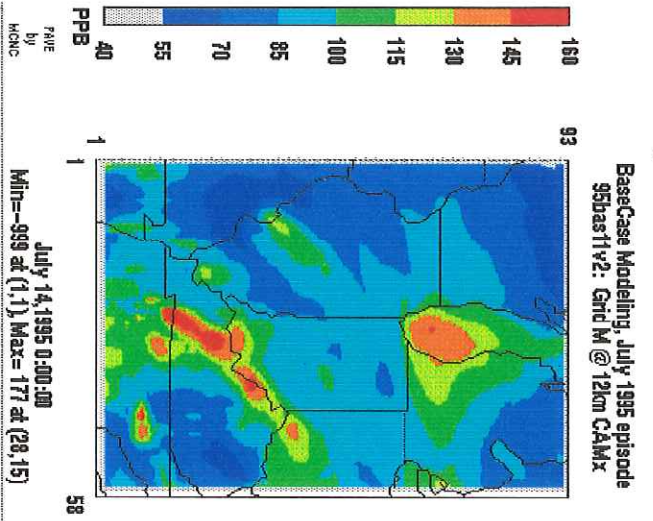 BaseCase Modeling, July 1995 episode
95bas11v2: Grid M @ 12km CAMx
160
145
130
115
100
85
70
55
40
PPB
93
1
1
58
PAVE
by
MCNC
July 14,1995 0:00:00
Min=-999 at (1,1), Max= 177 at (28,15)